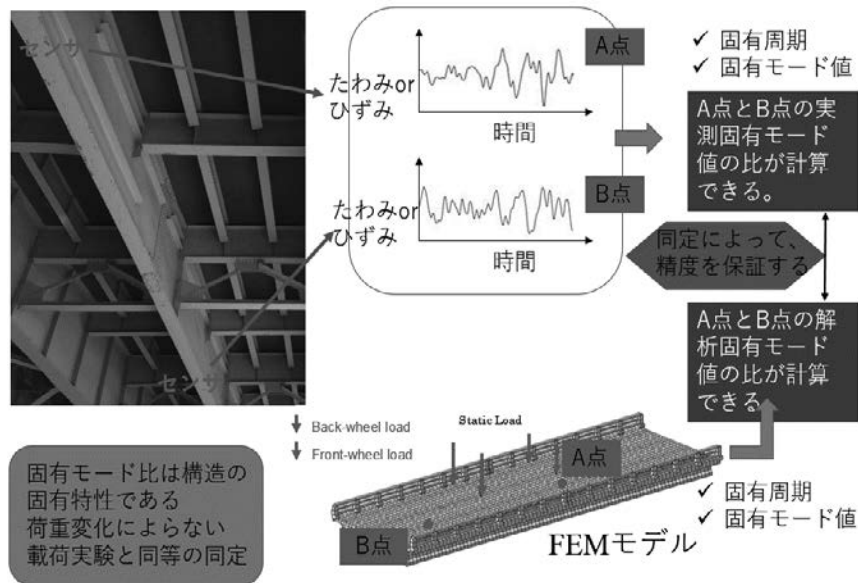 センサ
センサ
たわみor
ひずみ
A点
時間
たわみor
ひずみ
B点
時間
✓ 固有周期
✓ 固有モード値
A点とB点の実
測固有モード
値の比が計算
できる。
同定によって、
精度を保証する
A点とB点の解
析固有モード
値の比が計算
できる。
Back-wheel load
Front-wheel load
Static Load
A点
B点
FEMモデル
✓ 固有周期
✓ 固有モード値
固有モード比は構造の
固有特性である
荷重変化によらない
載荷実験と同等の同定